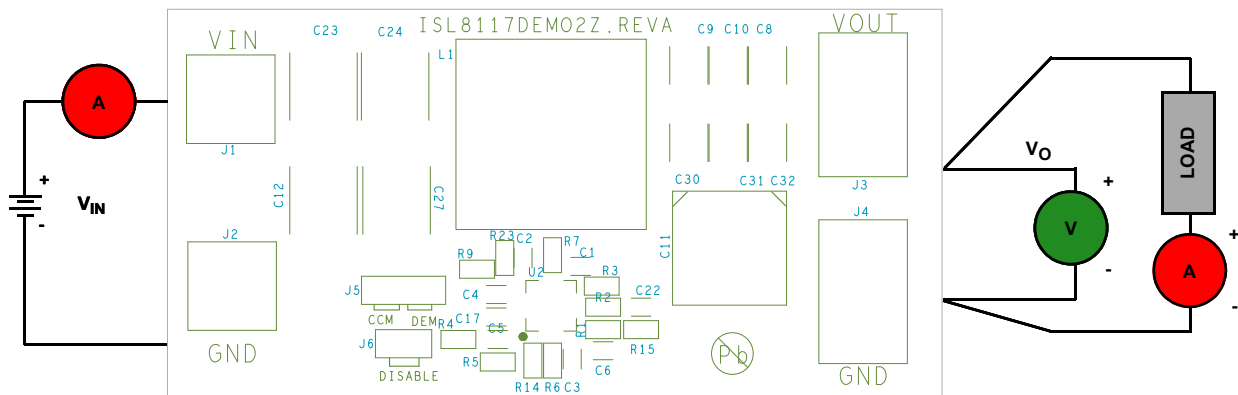 ISL8117DEMO2Z.REVA
VIN
C23
C24
L1
C9 C10 C8
VOUT
A
J1
+
VIN
-
C12
C27
J2
GND
C30
C31 C32
C11
J3
J4
GND
VO
+
V
-
LOAD
A
+
-
R23 C2
R7
R9
U2
C1
R3
J5
C4
R2
C22
CCM DEM
C17
R4
C5
R1
J6
R5
R15
DISABLE
C6
R14 R6 C3
Pb